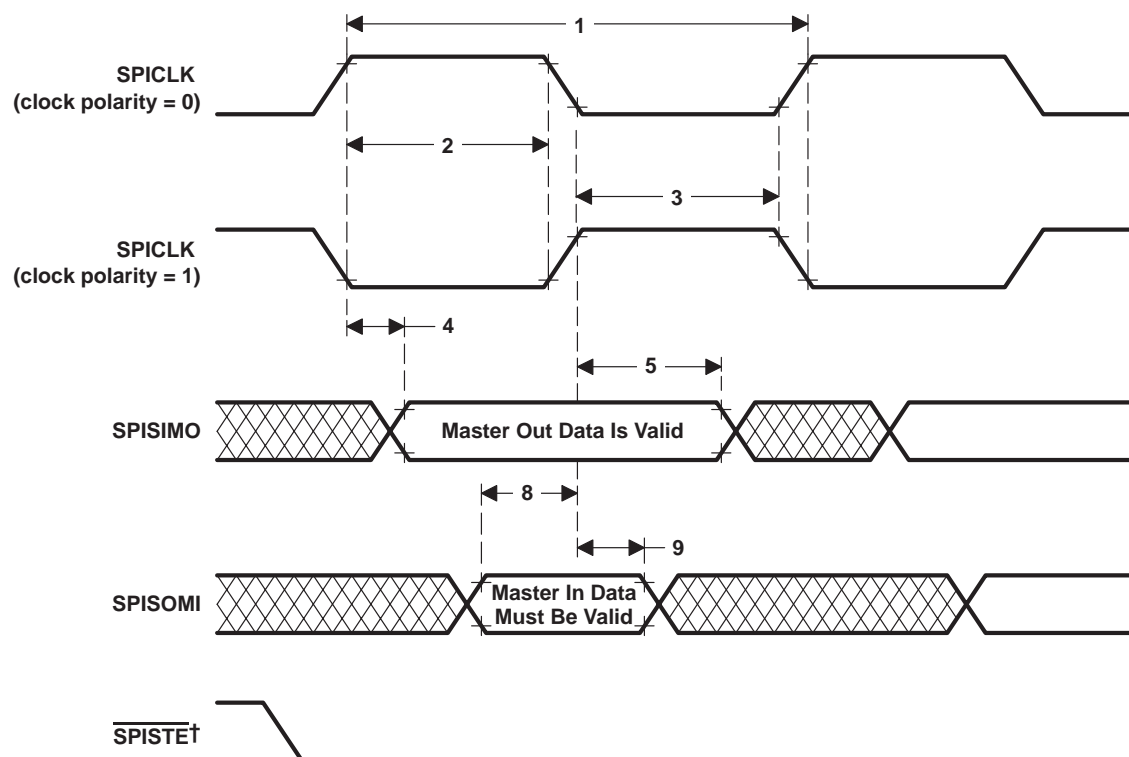 1
SPICLK
(clock polarity = 0)
2
3
SPICLK
(clock polarity = 1)
4
5
SPISIMO
Master Out Data Is Valid
8
9
SPISOMI
Master In Data
Must Be Valid
SPISTE†